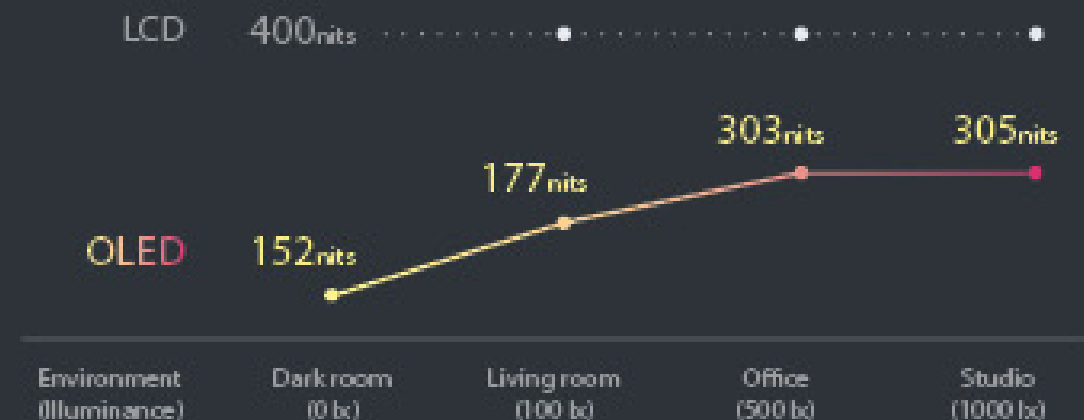 LCD 400nits
303nits 305nits
177nits
OLED 152nits
Environment Dark room Living room Office Studio
(Illuminance) (0 lx) (100 lx) (500 lx) (1000 lx)